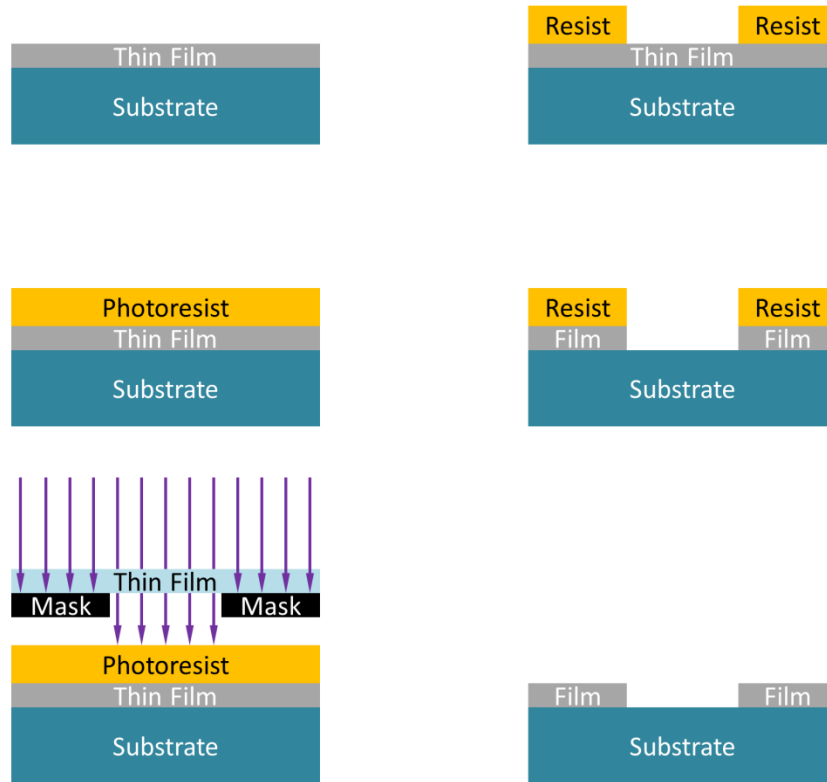 Thin Film
Substrate
Photoresist
Thin Film
Substrate
Thin Film
Mask Mask
Photoresist
Thin Film
Substrate
Resist Resist
Thin Film
Substrate
Resist Resist
Film Film
Substrate
Film Film
Substrate